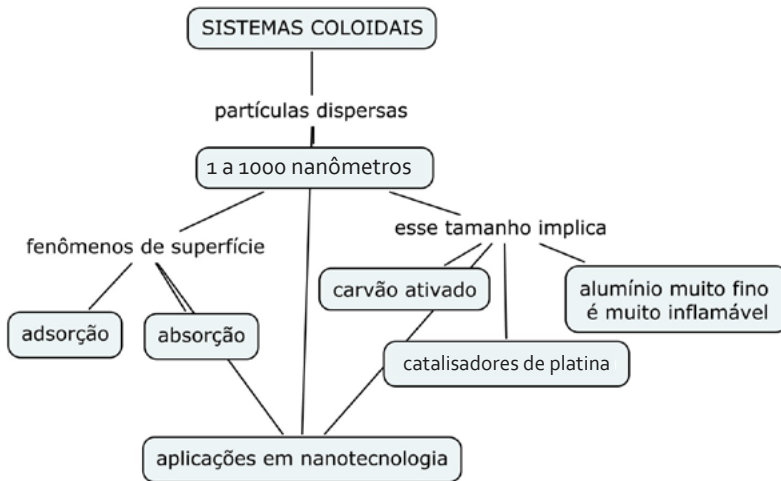 SISTEMAS COLOIDAIS
partículas dispersas
1 a 1000 nanômetros
fenômenos de superfície
esse tamanho implica
adsorção
absorção
carvão ativado
alumínio muito fino
é muito inflamável
catalisadores de platina
aplicações em nanotecnologia